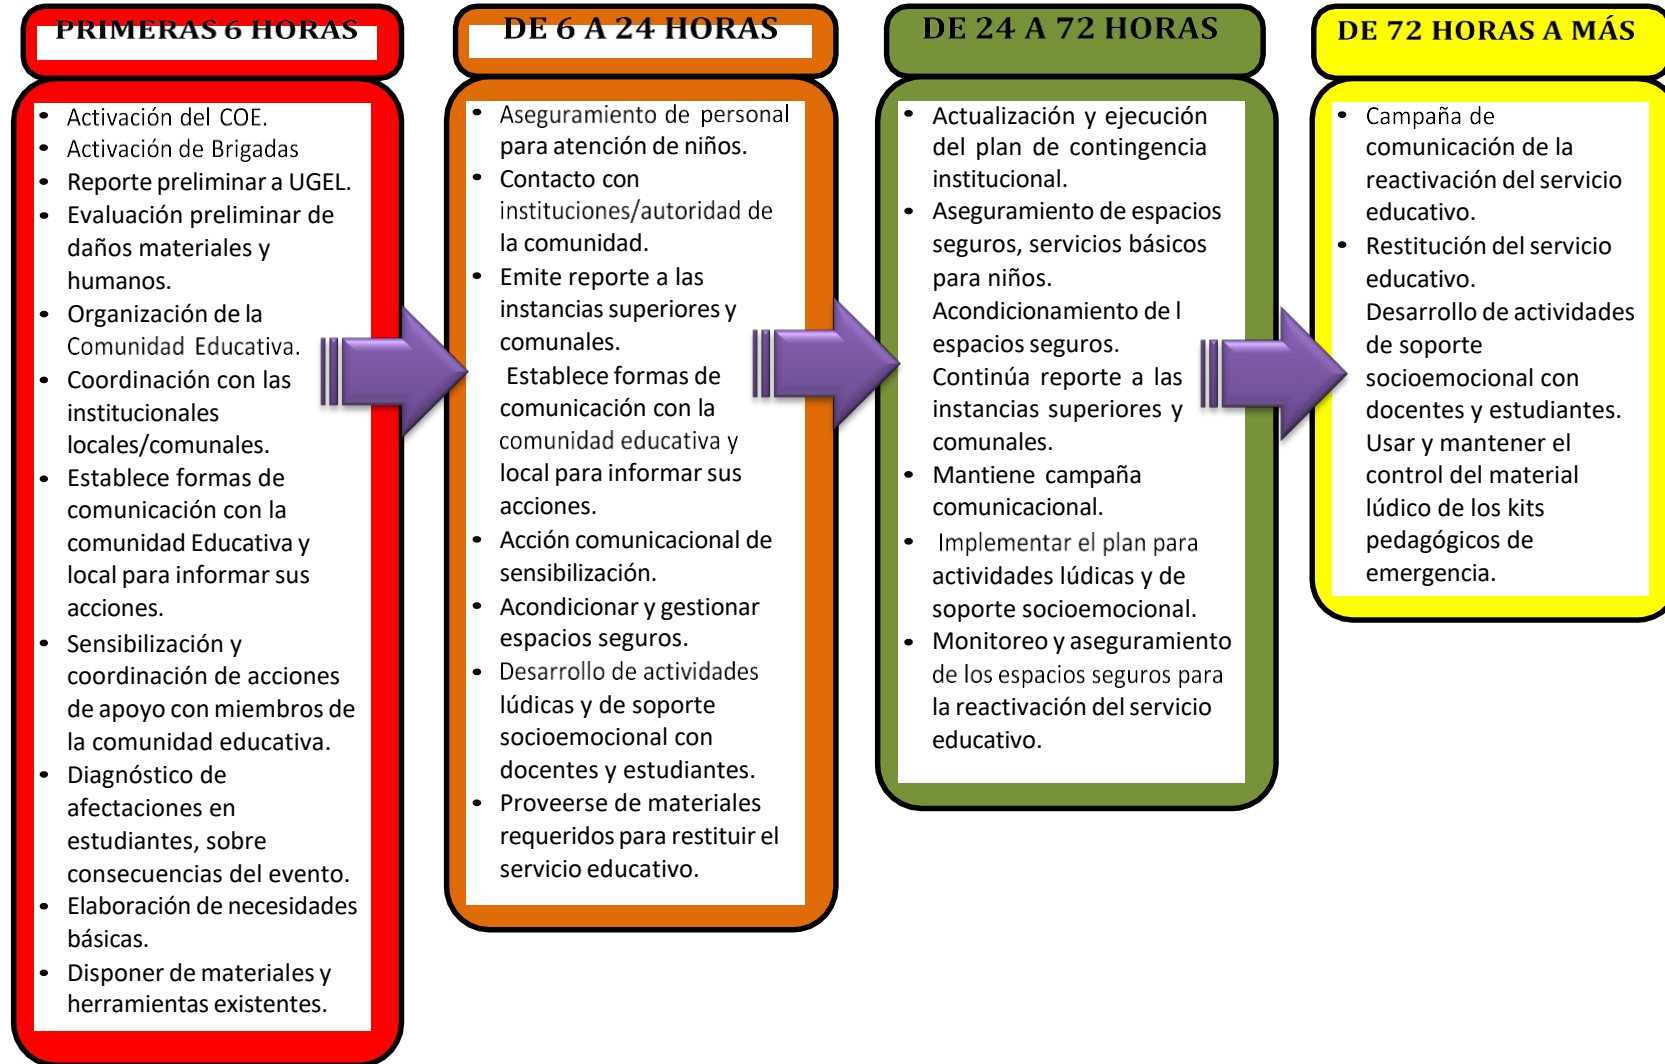 PRIMERAS 6 HORAS
• Activación del COE.
• Activación de Brigadas
• Reporte preliminar a UGEL.
• Evaluación preliminar de
daños materiales y
humanos.
• Organización de la
Comunidad Educativa.
• Coordinación con las
institucionales
locales/comunales.
• Establece formas de
comunicación con la
comunidad Educativa y
local para informar sus
acciones.
• Sensibilización y
coordinación de acciones
de apoyo con miembros de
la comunidad educativa.
• Diagnóstico de
afectaciones en
estudiantes, sobre
consecuencias del evento.
• Elaboración de necesidades
básicas.
• Disponer de materiales y
herramientas existentes.
DE 6 A 24 HORAS
• Aseguramiento de personal
para atención de niños.
• Contacto con
instituciones/autoridad de
la comunidad.
• Emite reporte a las
instancias superiores y
comunales.
Establece formas de
comunicación con la
comunidad educativa y
local para informar sus
acciones.
• Acción comunicacional de
sensibilización.
• Acondicionar y gestionar
espacios seguros.
• Desarrollo de actividades
lúdicas y de soporte
socioemocional con
docentes y estudiantes.
• Proveerse de materiales
requeridos para restituir el
servicio educativo.
DE 24 A 72 HORAS
• Actualización y ejecución
del plan de contingencia
institucional.
• Aseguramiento de espacios
seguros, servicios básicos
para niños.
Acondicionamiento de l
espacios seguros.
Continúa reporte a las
instancias superiores y
comunales.
• Mantiene campaña
comunicacional.
• Implementar el plan para
actividades lúdicas y de
soporte socioemocional.
• Monitoreo y aseguramiento
de los espacios seguros para
la reactivación del servicio
educativo.
DE 72 HORAS A MÁS
• Campaña de
comunicación de la
reactivación del servicio
educativo.
• Restitución del servicio
educativo.
Desarrollo de actividades
de soporte
socioemocional con
docentes y estudiantes.
Usar y mantener el
control del material
lúdico de los kits
pedagógicos de
emergencia.